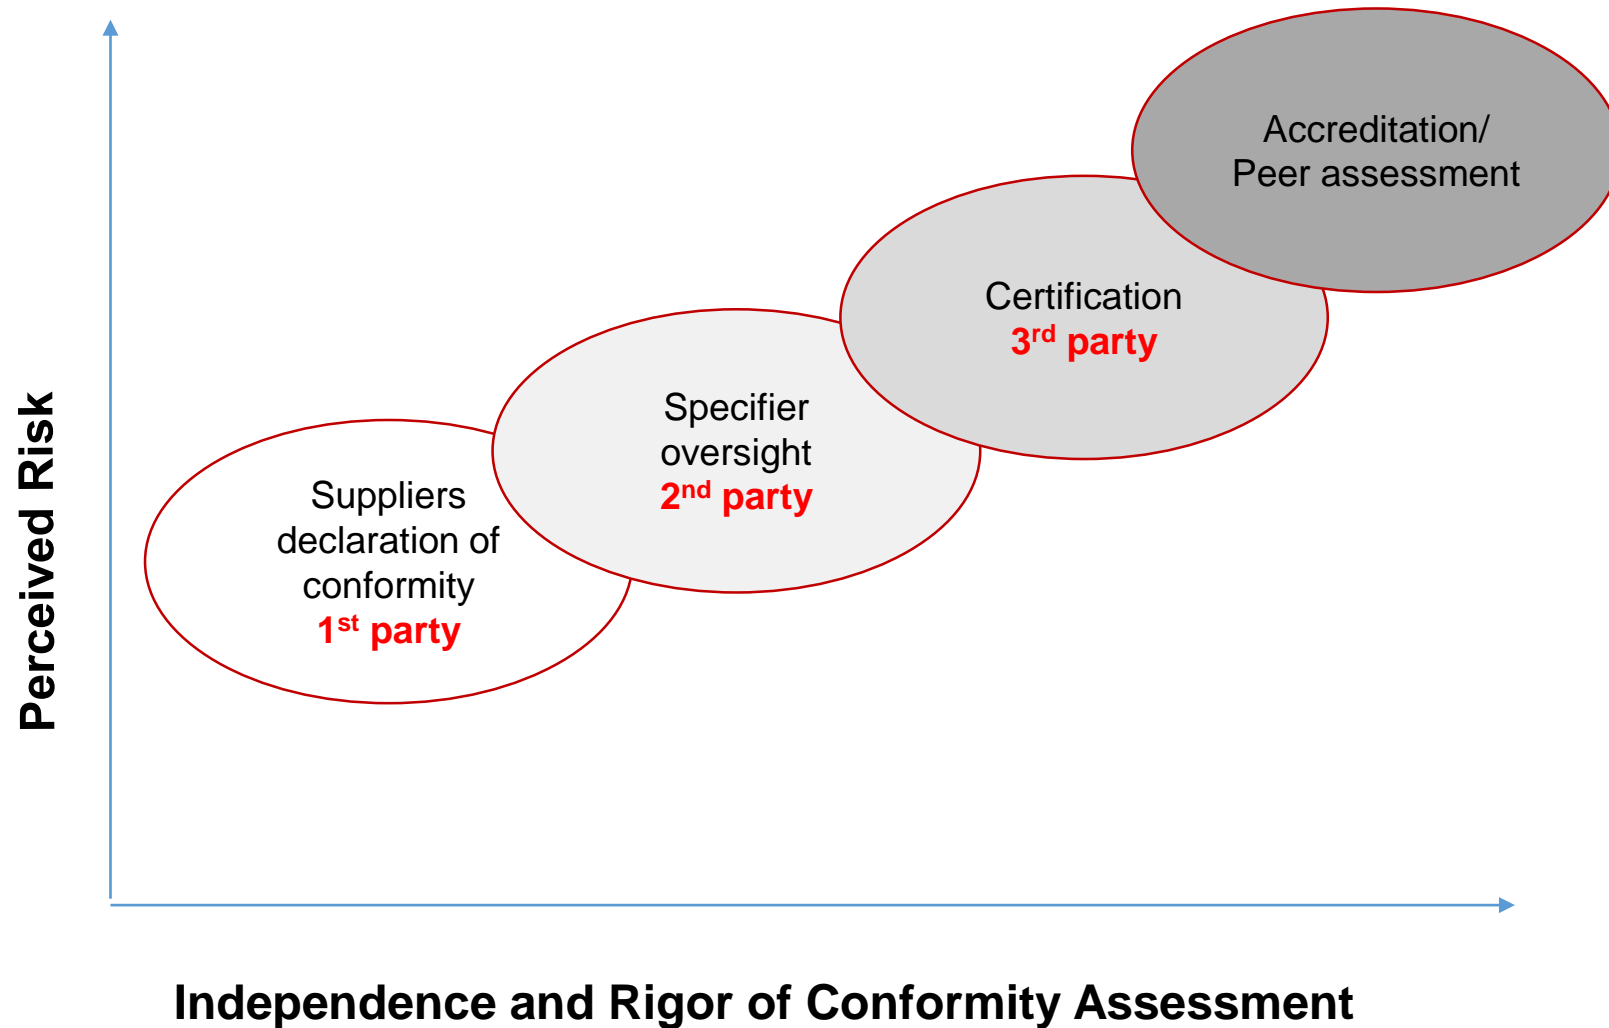 Accreditation/
Peer assessment
Certification
3rd party
Specifier
oversight
2nd party
Suppliers
declaration of
conformity
1st party
Perceived Risk
Independence and Rigor of Conformity Assessment